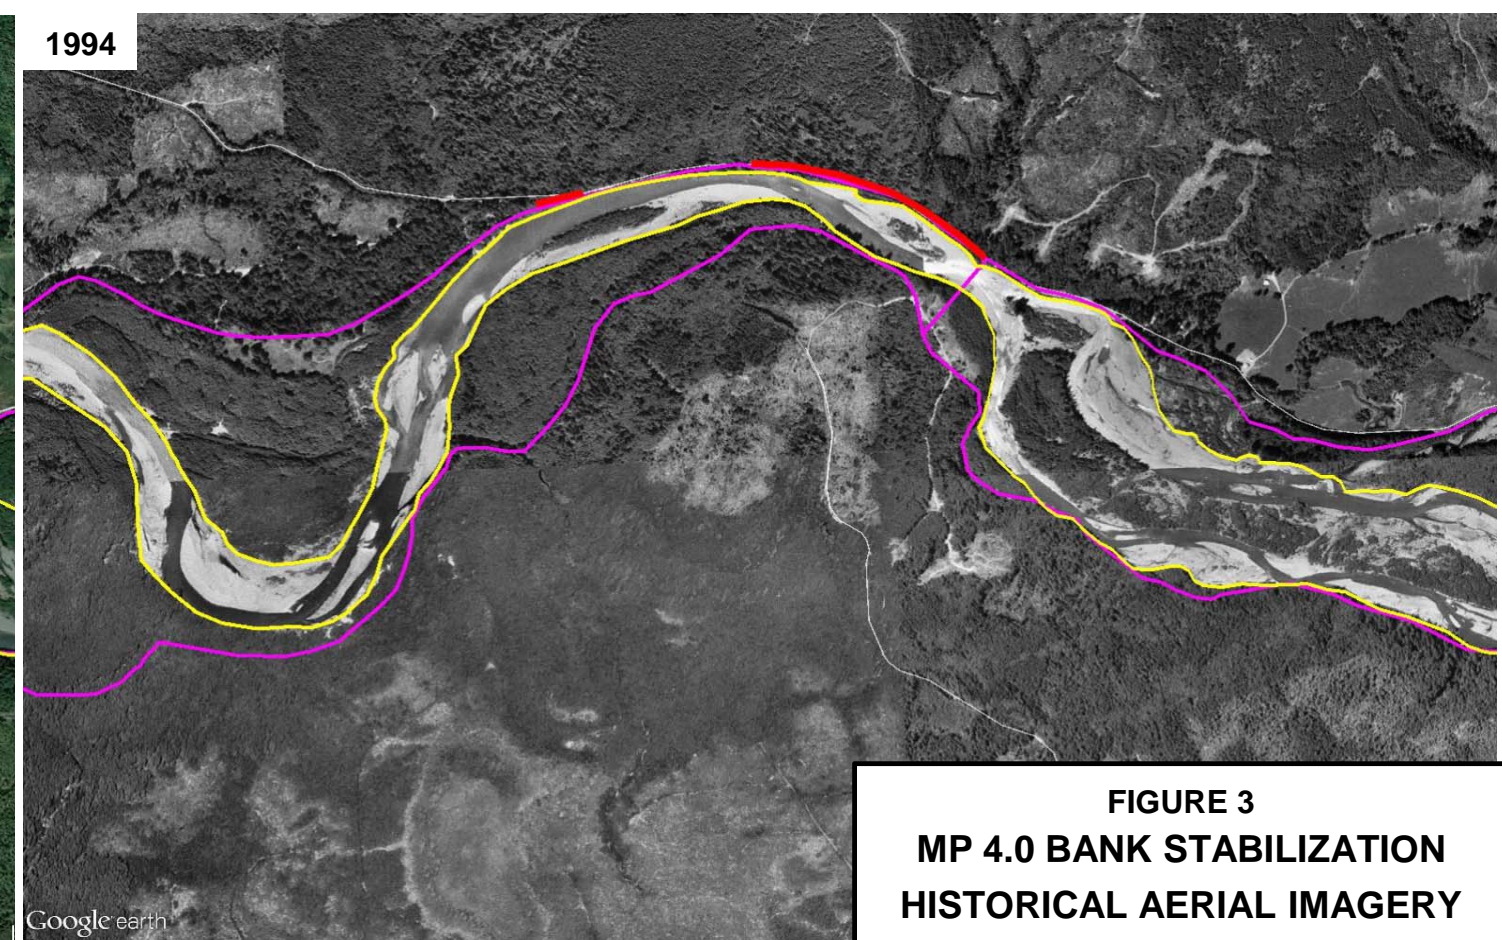 1994
FIGURE 3
MP 4.0 BANK STABILIZATION
HISTORICAL AERIAL IMAGERY
Google earth